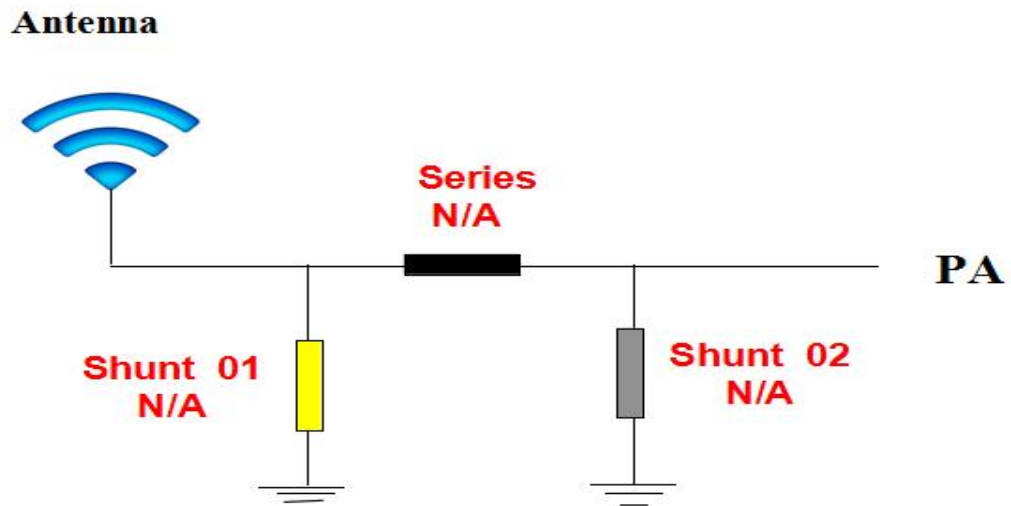 Antenna
Series
N/A
PA
Shunt 01
N/A
Shunt 02
N/A